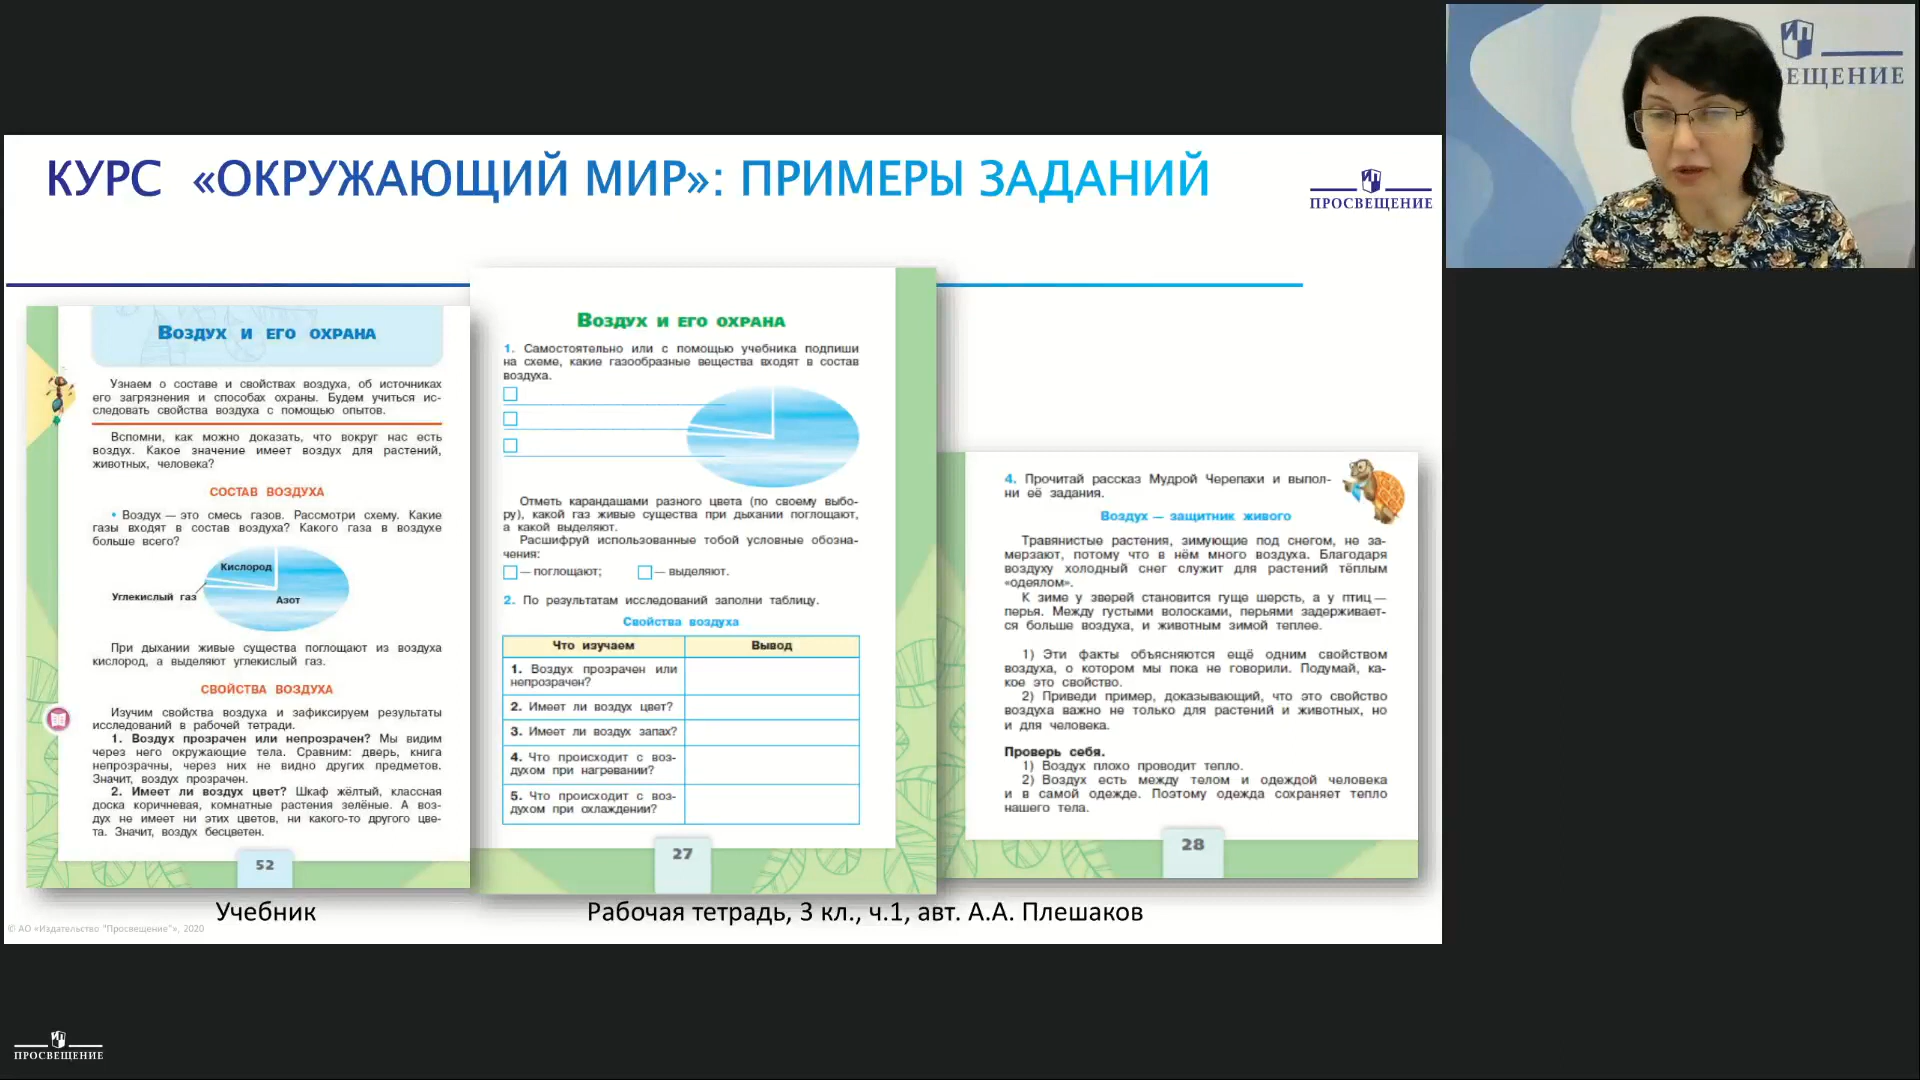 КУРС «ОКРУЖАЮЩИЙ МИР»: ПРИМЕРЫ ЗАДАНИЙ
ПРОСВЕЩЕНИЕ
ЕЩЕНИЕ
Воздух и его охрана
Узнаем о составе и свойствах воздуха, об источниках
его загрязнения и способах охраны. Будем учиться ис-
следовать свойства воздуха с помощью опытов.
Вспомни, как можно доказать, что вокруг нас есть
воздух. Какое значение имеет воздух для растений,
животных, человека?
СОСТАВ ВОЗДУХА
• Воздух — это смесь газов. Рассмотри схему. Какие
газы входят в состав воздуха? Какого газа в воздухе
больше всего?
Кислород
Углекислый газ
Азот
При дыхании живые существа поглощают из воздуха
кислород, а выделяют углекислый газ.
СВОЙСТВА ВОЗДУХА
Изучим свойства воздуха и зафиксируем результаты
исследований в рабочей тетради.
1. Воздух прозрачен или непрозрачен? Мы видим
через него окружающие тела. Сравним: дверь, книга
непрозрачны, через них не видно других предметов.
Значит, воздух прозрачен.
2. Имеет ли воздух цвет? Шкаф жёлтый, классная
доска коричневая, комнатные растения зелёные. А воз-
дух не имеет ни этих цветов, ни какого-то другого цве-
та. Значит, воздух бесцветен.
52
Учебник
Воздух и его охрана
1. Самостоятельно или с помощью учебника подпиши
на схеме, какие газообразные вещества входят в состав
воздуха.
Отметь карандашами разного цвета (по своему выбо-
ру), какой газ живые существа при дыхании поглощают,
а какой выделяют.
Расшифруй использованные тобой условные обозна-
чения:
— поглощают; — выделяют.
2. По результатам исследований заполни таблицу.
Свойства воздуха
Что изучаем Вывод
1. Воздух прозрачен или
непрозрачен?
2. Имеет ли воздух цвет?
3. Имеет ли воздух запах?
4. Что происходит с воз-
духом при нагревании?
5. Что происходит с воз-
духом при охлаждении?
27
4. Прочитай рассказ Мудрой Черепахи и выпол-
ни её задания.
Воздух — защитник живого
Травянистые растения, зимующие под снегом, не за-
мерзают, потому что в нём много воздуха. Благодаря
воздуху холодный снег служит для растений тёплым
«одеялом».
К зиме у зверей становится гуще шерсть, а у птиц —
перья. Между густыми волосками, перьями задерживает-
ся больше воздуха, и животным зимой теплее.
1) Эти факты объясняются ещё одним свойством
воздуха, о котором мы пока не говорили. Подумай, ка-
кое это свойство.
2) Приведи пример, доказывающий, что это свойство
воздуха важно не только для растений и животных, но
и для человека.
Проверь себя.
1) Воздух плохо проводит тепло.
2) Воздух есть между телом и одеждой человека
и в самой одежде. Поэтому одежда сохраняет тепло
нашего тела.
28
Рабочая тетрадь, 3 кл., ч.1, авт. А.А. Плешаков
© АО «Издательство "Просвещение"», 2020
ПРОСВЕЩЕНИЕ